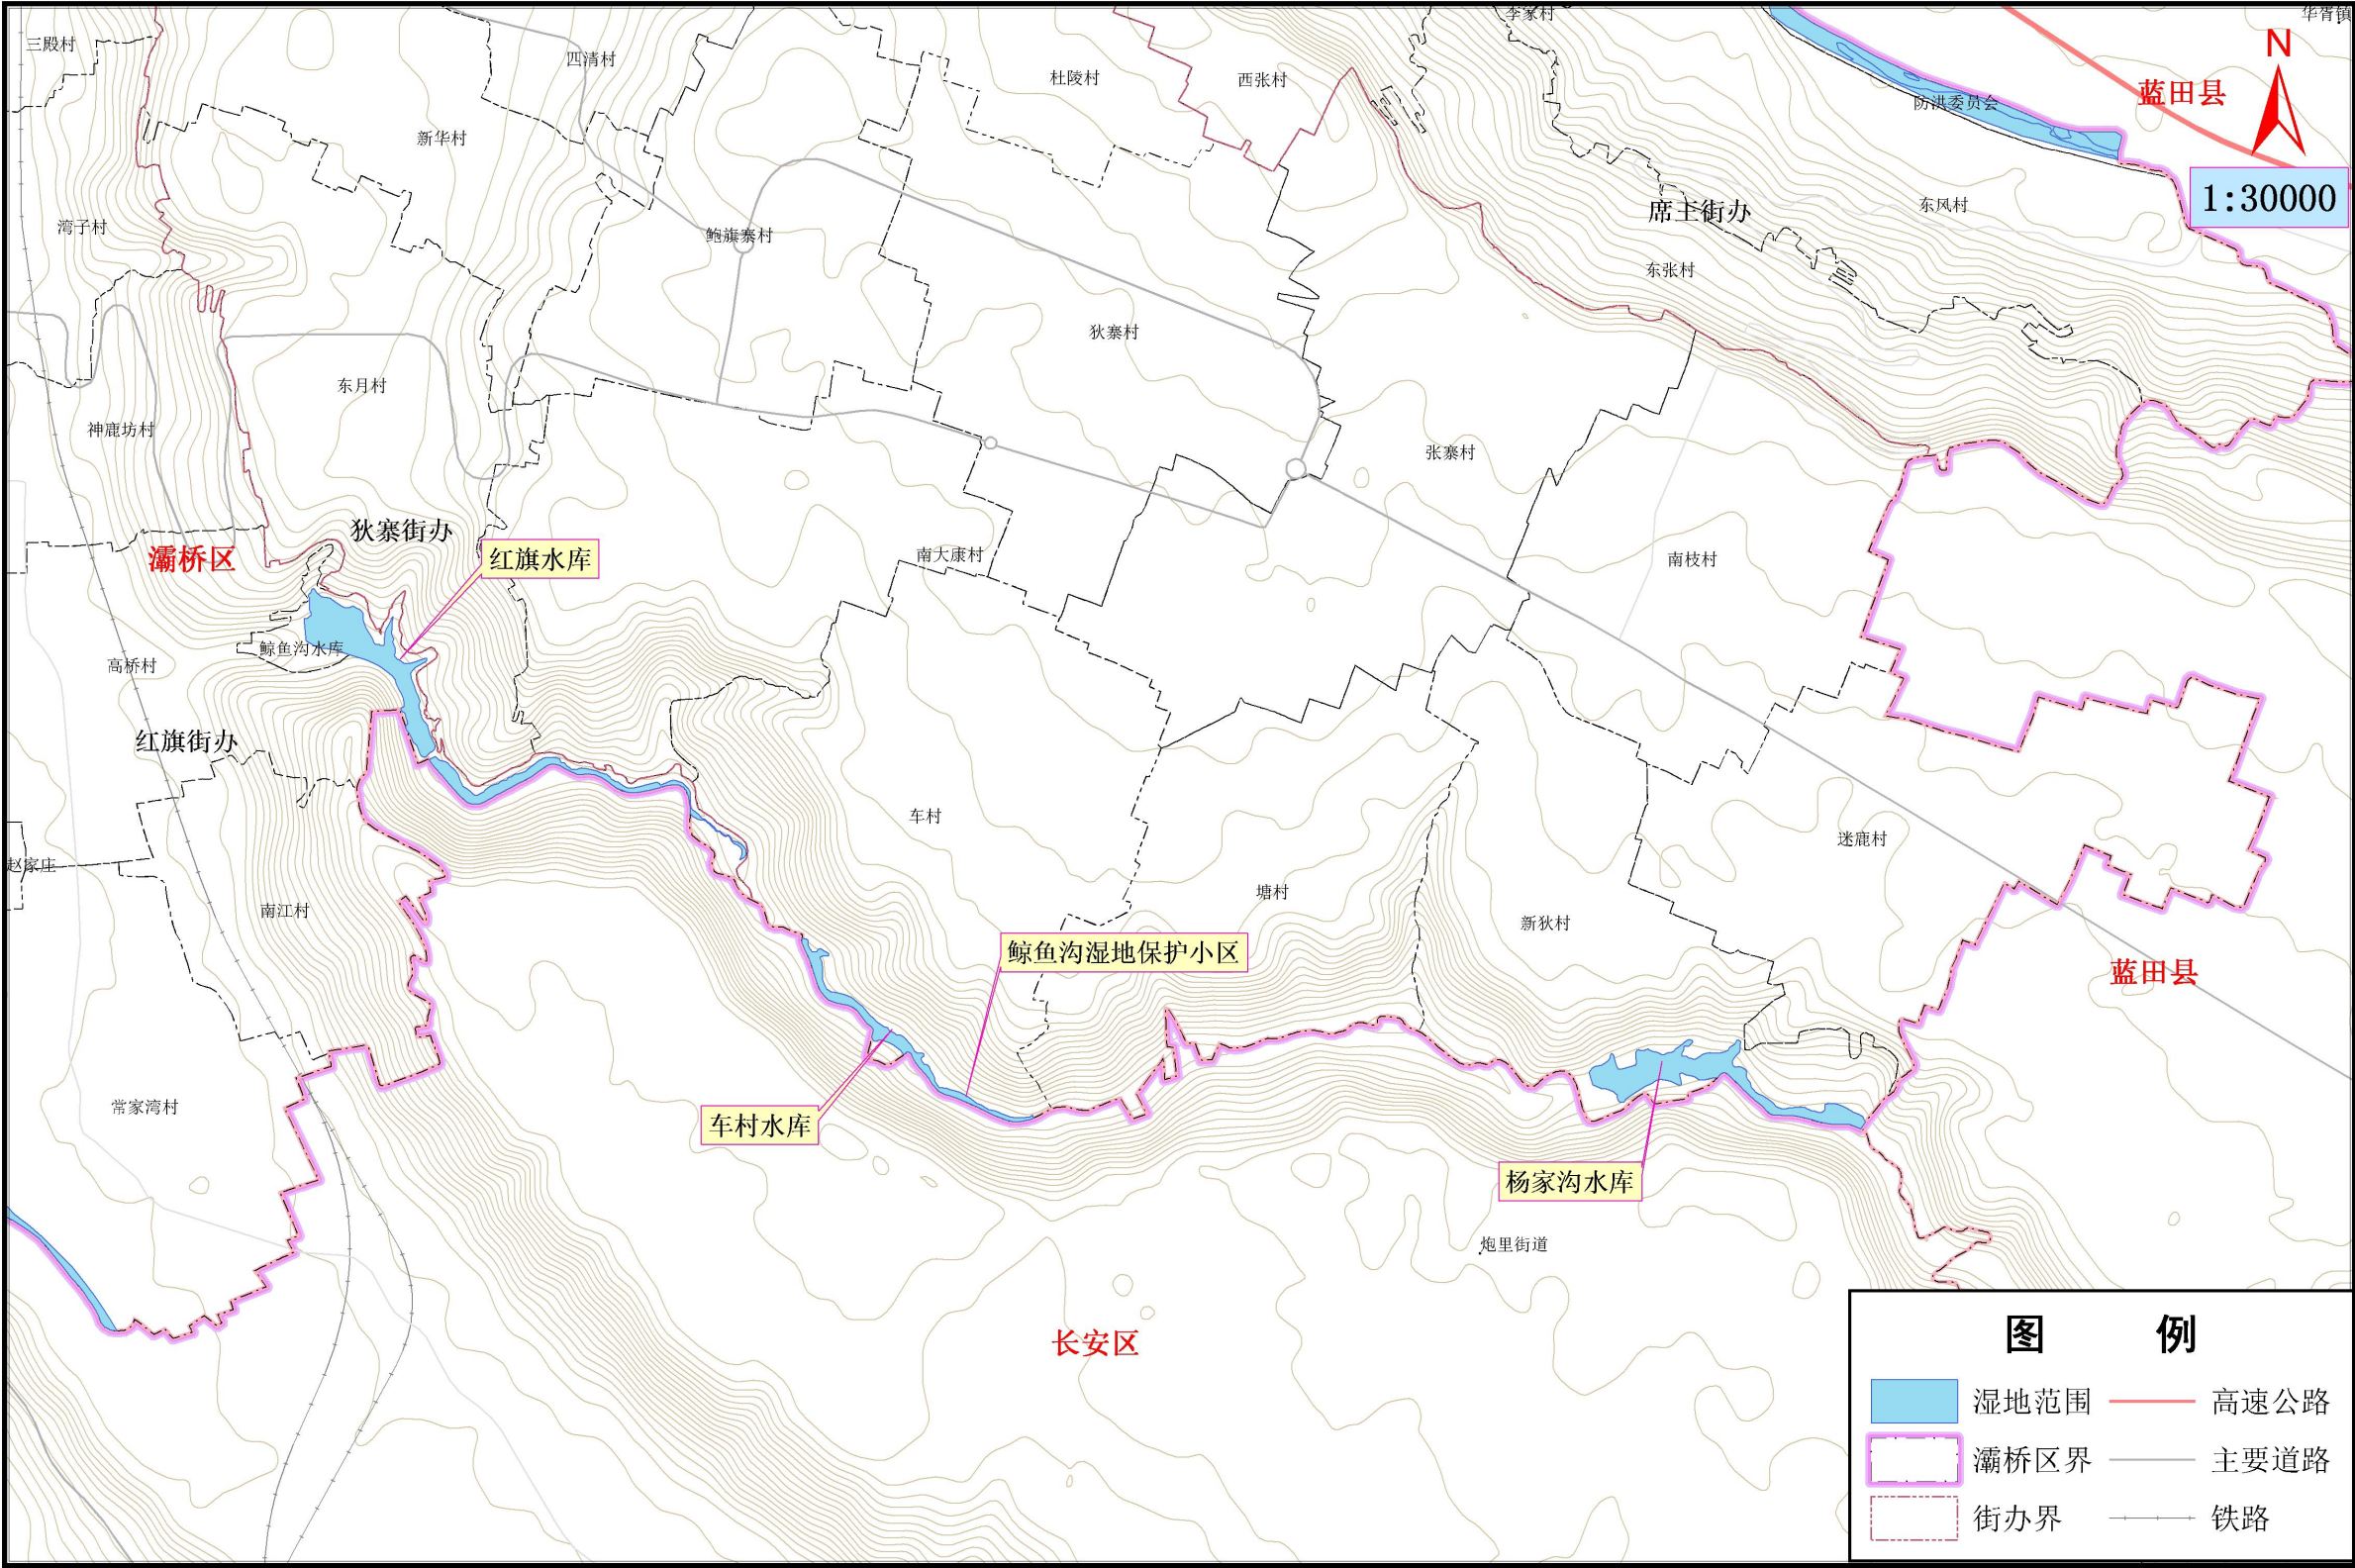 李家村
华胥镇
三殿村
四清村
N
杜陵村
西张村
蓝田县
防洪委员会
新华村
1:30000
席王街办
东风村
湾子村
鲍旗寨村
东张村
狄寨村
东月村
神鹿坊村
张寨村
狄寨街办
灞桥区
红旗水库
南大康村
南枝村
鲸鱼沟水库
高桥村
红旗街办
车村
迷鹿村
赵家庄
塘村
南江村
新狄村
鲸鱼沟湿地保护小区
蓝田县
常家湾村
车村水库
杨家沟水库
炮里街道
长安区
图 例
湿地范围 高速公路
灞桥区界 主要道路
街办界 铁路